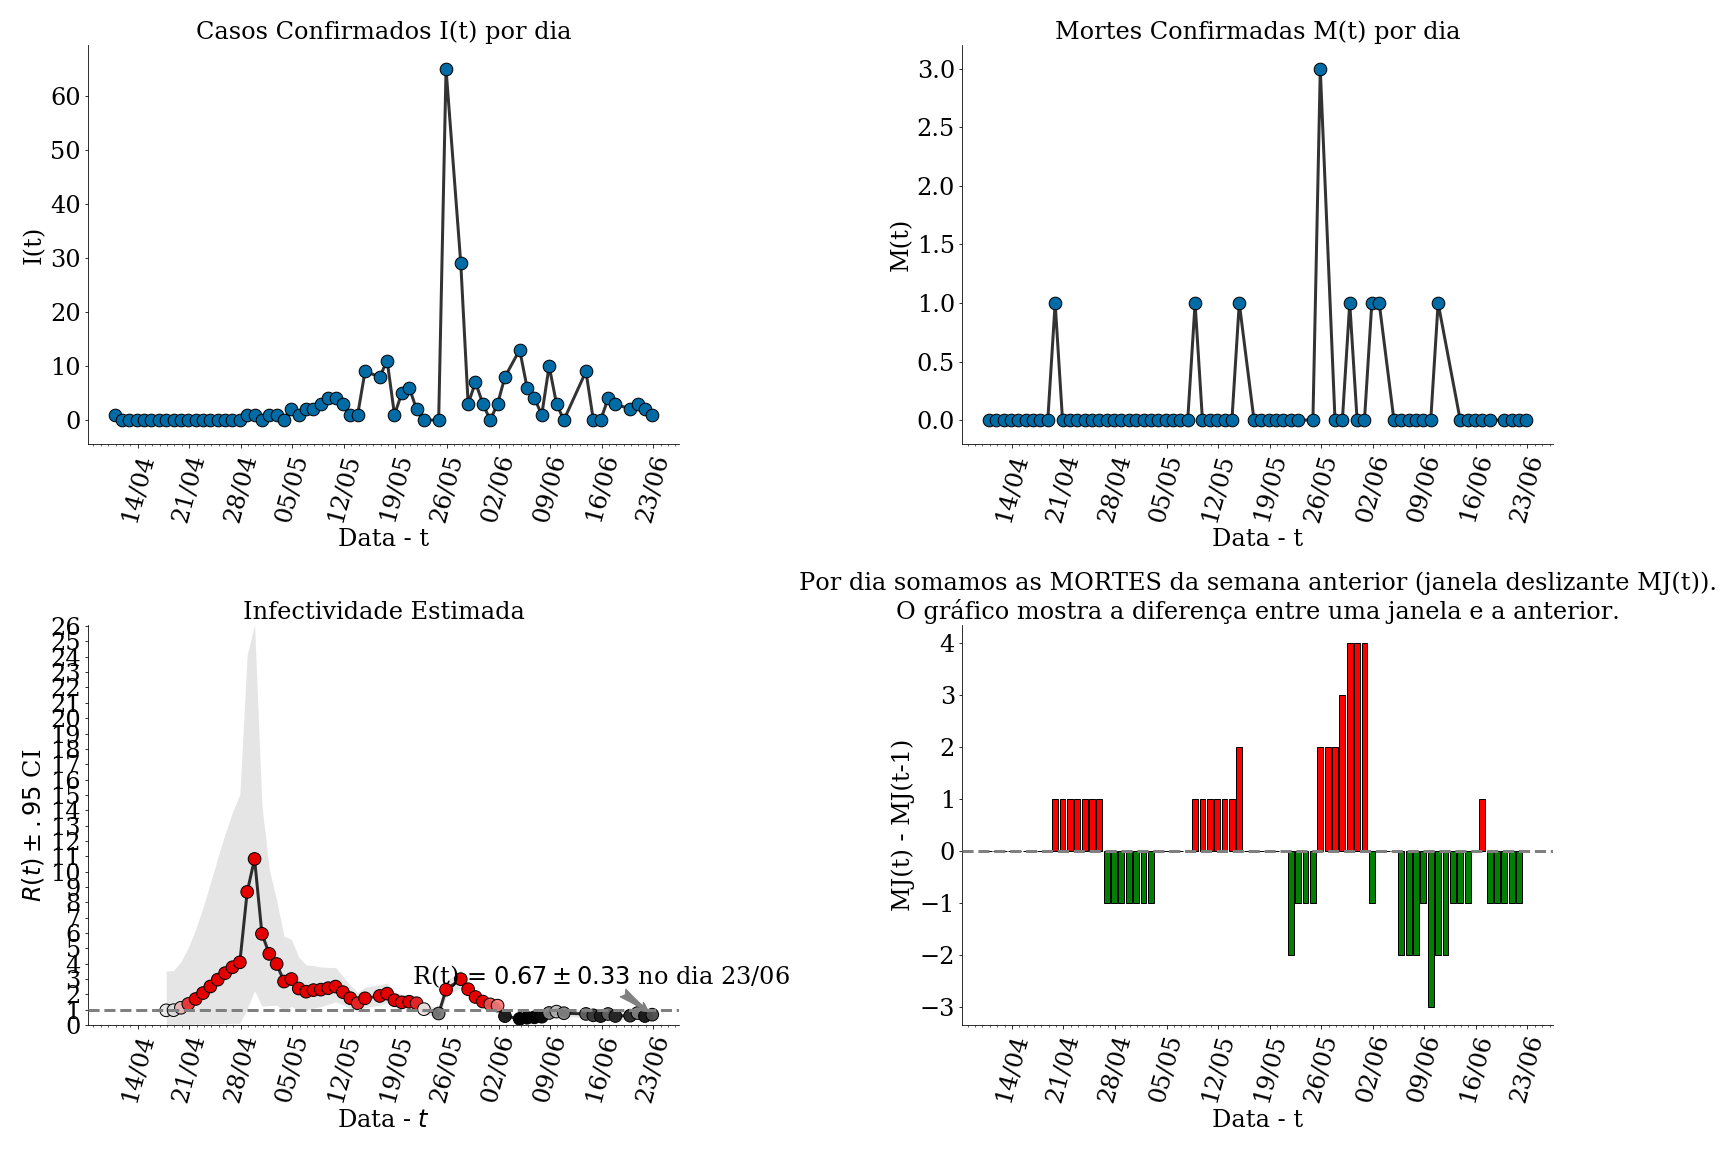 Casos Confirmados I(t) por dia
I(t)
60
50
40
30
20
10
0
14/04 21/04 28/04 05/05 12/05 19/05 26/05 02/06 09/06 16/06 23/06
Data - t
Mortes Confirmadas M(t) por dia
M(t)
3.0
2.5
2.0
1.5
1.0
0.5
0.0
14/04 21/04 28/04 05/05 12/05 19/05 26/05 02/06 09/06 16/06 23/06
Data - t
Infectividade Estimada
R(t) ± .95 CI
26
25
24
23
22
21
20
19
18
17
16
15
14
13
12
11
10
9
8
7
6
5
4
3
2
1
0
R(t) = 0.67 ± 0.33 no dia 23/06
14/04 21/04 28/04 05/05 12/05 19/05 26/05 02/06 09/06 16/06 23/06
Data - t
Por dia somamos as MORTES da semana anterior (janela deslizante MJ(t)).
O gráfico mostra a diferença entre uma janela e a anterior.
MJ(t) - MJ(t-1)
4
3
2
1
0
−1
−2
−3
14/04 21/04 28/04 05/05 12/05 19/05 26/05 02/06 09/06 16/06 23/06
Data - t